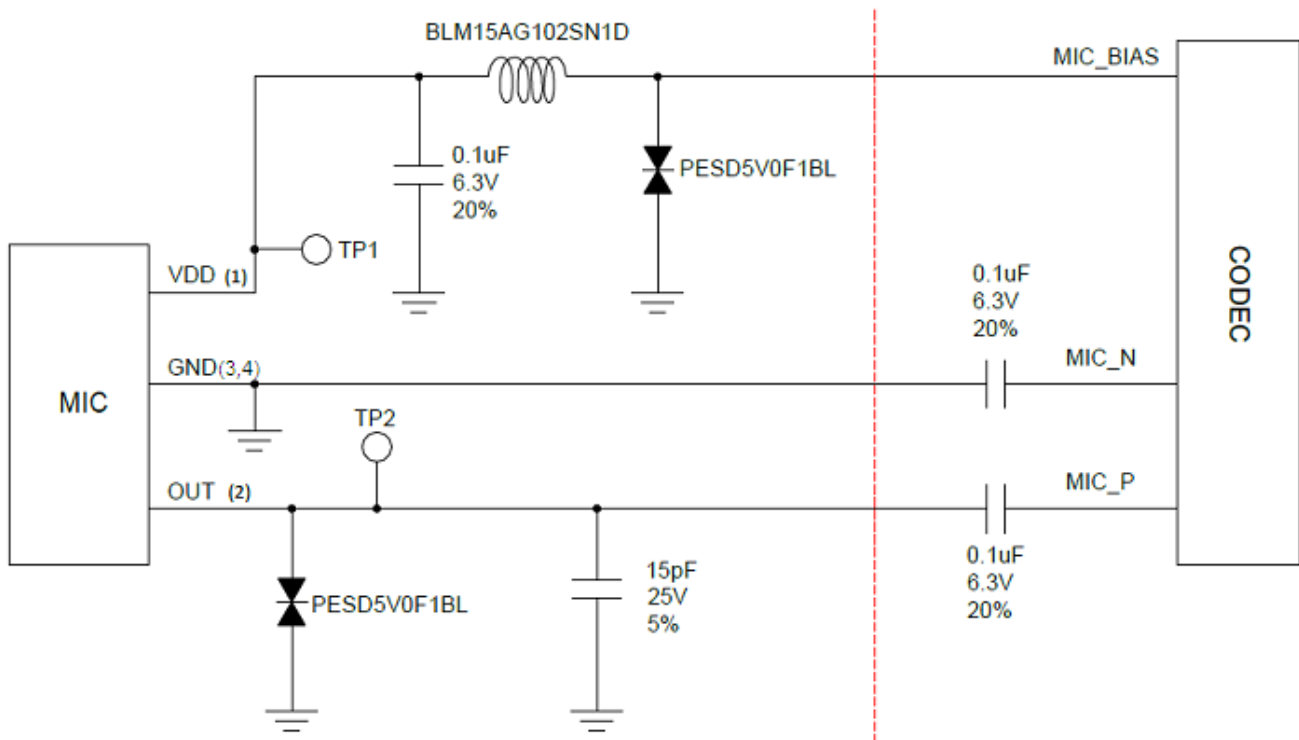 BLM15AG102SN1D
MIC_BIAS
0.1uF
6.3V
20%
PESD5V0F1BL
TP1
VDD (1)
CODEC
0.1uF
6.3V
20%
GND(3,4)
MIC_N
MIC
TP2
OUT (2)
MIC_P
15pF
25V
5%
PESD5V0F1BL
0.1uF
6.3V
20%